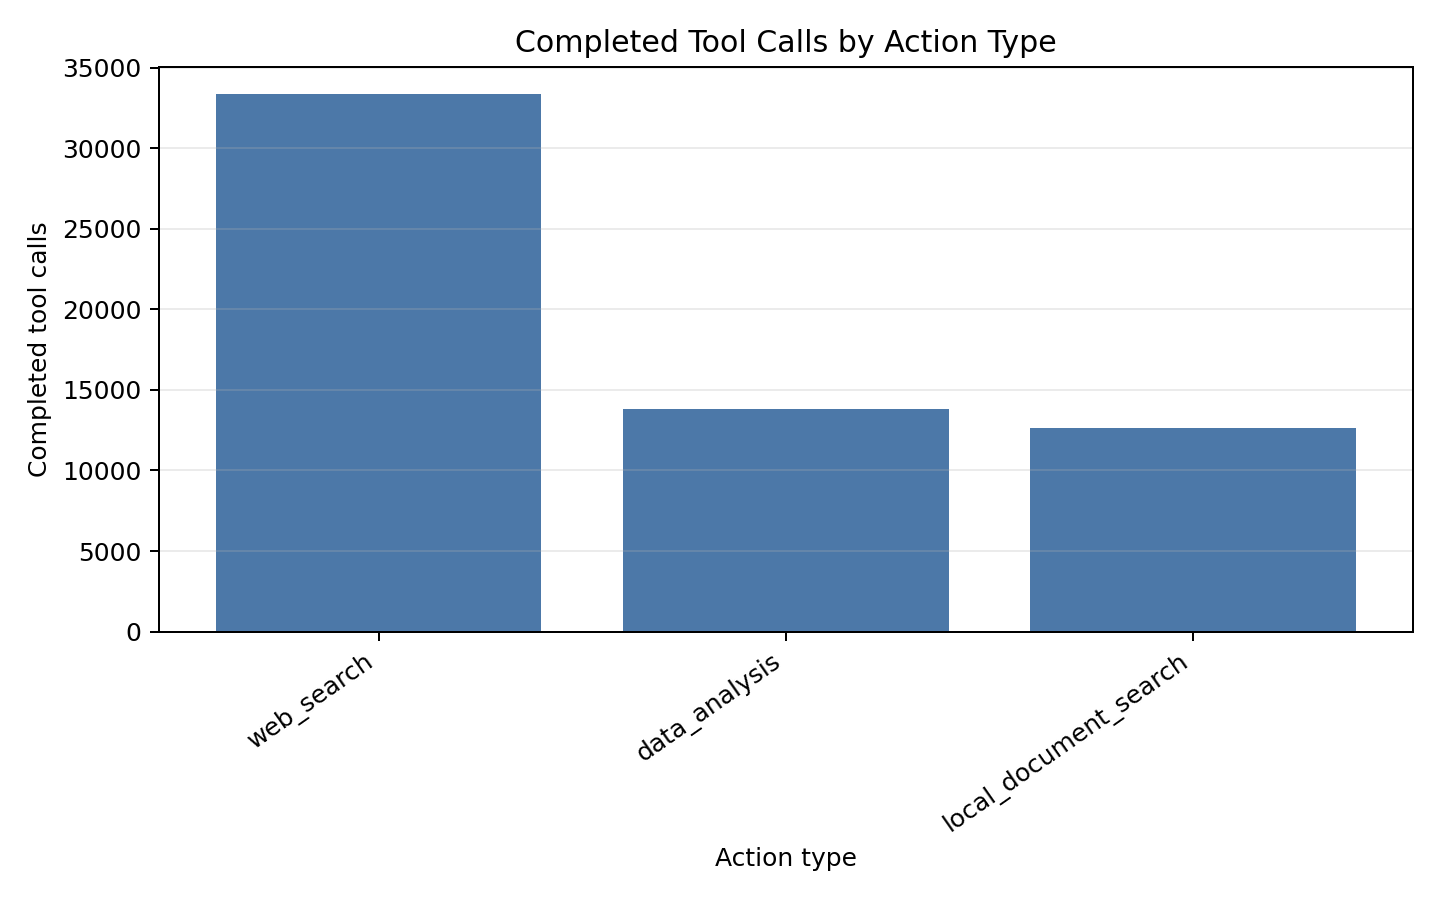 Completed Tool Calls by Action Type
35000
30000
25000
20000
15000
10000
5000
0
Completed tool calls
web_search
data_analysis
local_document_search
Action type